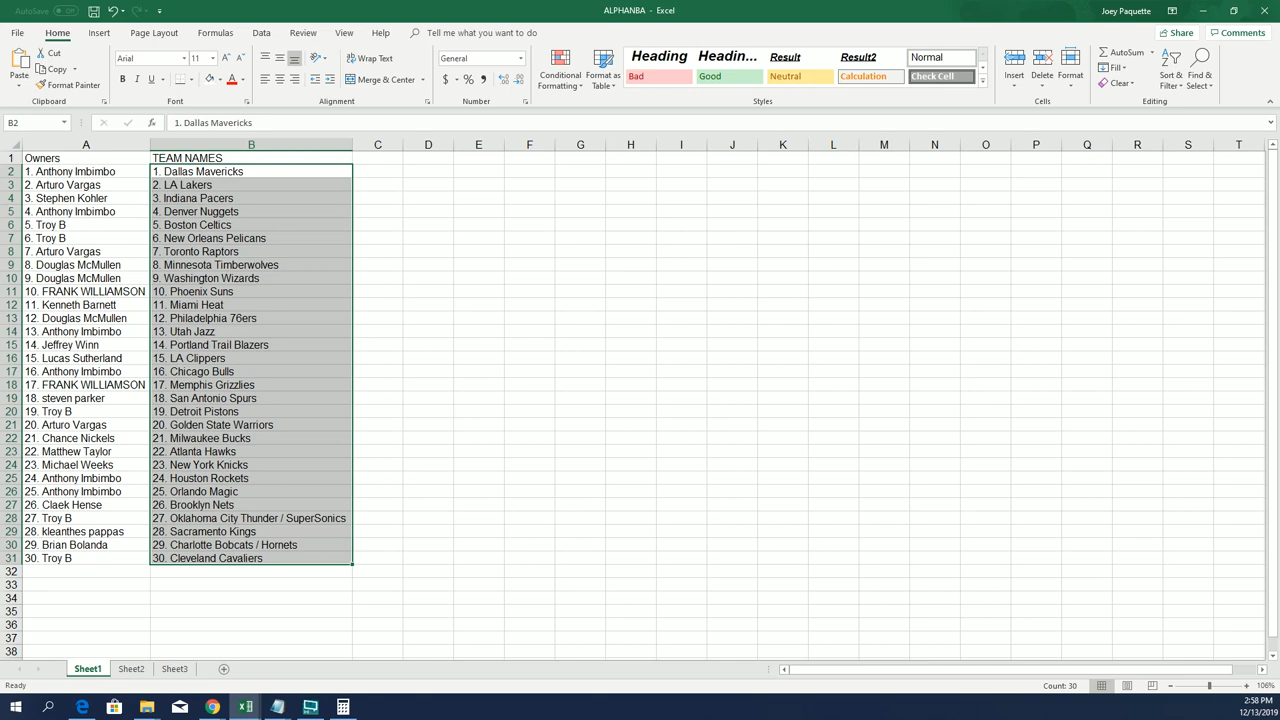 AutoSave Off
ALPHANBA - Excel
Joey Paquette
File Home Insert Page Layout Formulas Data Review View Help Tell me what you want to do Share Comments
Paste Cut Copy Format Painter Clipboard
Arial 11 B I U Font
Wrap Text Merge & Center Alignment
General $ % Number
Conditional Formatting Format as Table
Heading Headin... Result Result2 Normal
Bad Good Neutral Calculation Check Cell
Styles
Insert Delete Format Cells
AutoSum Fill Clear Sort & Filter Find & Select Editing
B2 fx 1. Dallas Mavericks
A B C D E F G H I J K L M N O P Q R S T
1 Owners TEAM NAMES
2 1. Anthony Imbimbo 1. Dallas Mavericks
3 2. Arturo Vargas 2. LA Lakers
4 3. Stephen Kohler 3. Indiana Pacers
5 4. Anthony Imbimbo 4. Denver Nuggets
6 5. Troy B 5. Boston Celtics
7 6. Troy B 6. New Orleans Pelicans
8 7. Arturo Vargas 7. Toronto Raptors
9 8. Douglas McMullen 8. Minnesota Timberwolves
10 9. Douglas McMullen 9. Washington Wizards
11 10. FRANK WILLIAMSON 10. Phoenix Suns
12 11. Kenneth Barnett 11. Miami Heat
13 12. Douglas McMullen 12. Philadelphia 76ers
14 13. Anthony Imbimbo 13. Utah Jazz
15 14. Jeffrey Winn 14. Portland Trail Blazers
16 15. Lucas Sutherland 15. LA Clippers
17 16. Anthony Imbimbo 16. Chicago Bulls
18 17. FRANK WILLIAMSON 17. Memphis Grizzlies
19 18. steven parker 18. San Antonio Spurs
20 19. Troy B 19. Detroit Pistons
21 20. Arturo Vargas 20. Golden State Warriors
22 21. Chance Nickels 21. Milwaukee Bucks
23 22. Matthew Taylor 22. Atlanta Hawks
24 23. Michael Weeks 23. New York Knicks
25 24. Anthony Imbimbo 24. Houston Rockets
26 25. Anthony Imbimbo 25. Orlando Magic
27 26. Claek Hense 26. Brooklyn Nets
28 27. Troy B 27. Oklahoma City Thunder / SuperSonics
29 28. kleanthes pappas 28. Sacramento Kings
30 29. Brian Bolanda 29. Charlotte Bobcats / Hornets
31 30. Troy B 30. Cleveland Cavaliers
32
33
34
35
36
37
38
Sheet1 Sheet2 Sheet3
Ready Count: 30 106%
2:58 PM
12/13/2019